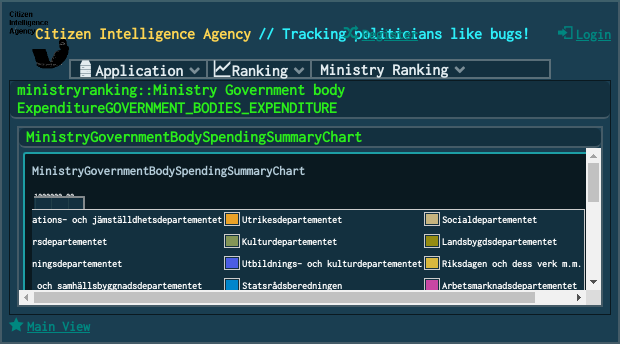 Citizen
Intelligence
Agency
Citizen Intelligence Agency // Tracking politicians like bugs!
Register
Login
Application
Ranking
Ministry Ranking
ministryranking::Ministry Government body
ExpenditureGOVERNMENT_BODIES_EXPENDITURE
MinistryGovernmentBodySpendingSummaryChart
MinistryGovernmentBodySpendingSummaryChart
ations- och jämställdhetsdepartementet Utrikesdepartementet Socialdepartementet
rsdepartementet Kulturdepartementet Landsbygdsdepartementet
ningsdepartementet Utbildnings- och kulturdepartementet Riksdagen och dess verk m.m.
och samhällsbyggnadsdepartementet Statsrådsberedningen Arbetsmarknadsdepartementet
Main View